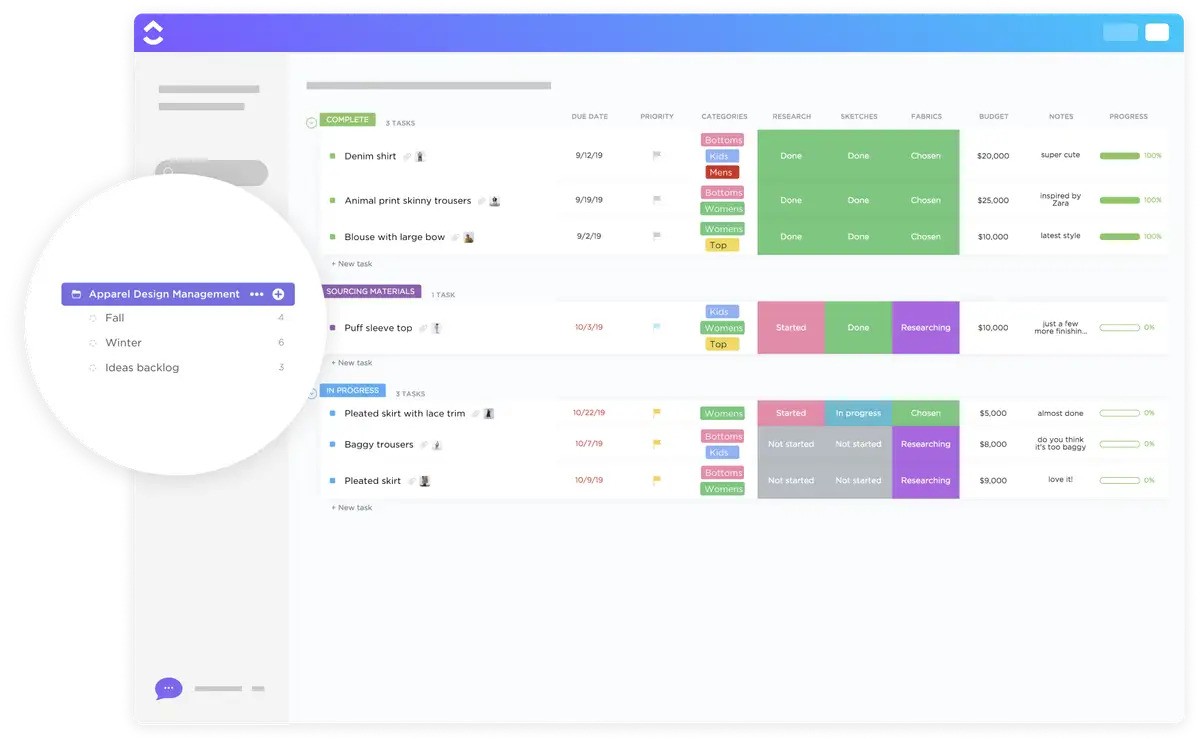 Apparel Design Management
Fall 4
Winter 6
Ideas backlog 3
COMPLETE 3 TASKS DUE DATE PRIORITY CATEGORIES RESEARCH SKETCHES FABRICS BUDGET NOTES PROGRESS
Denim shirt 9/12/19 Bottoms Kids Mens Done Done Chosen $20,000 super cute 100%
Animal print skinny trousers 9/19/19 Bottoms Womens Done Done Chosen $25,000 inspired by Zara 100%
Blouse with large bow 9/2/19 Womens Top Done Done Chosen $10,000 latest style 100%
+ New task
SOURCING MATERIALS 1 TASK
Puff sleeve top 10/3/19 Kids Womens Top Started Done Researching $10,000 just a few more finishin... 0%
+ New task
IN PROGRESS 3 TASKS
Pleated skirt with lace trim 10/22/19 Womens Started In progress Chosen $5,000 almost done 0%
Baggy trousers 10/7/19 Bottoms Kids Not started Not started Researching $8,000 do you think it's too baggy 0%
Pleated skirt 10/9/19 Bottoms Womens Not started Not started Researching $9,000 love it! 0%
+ New task